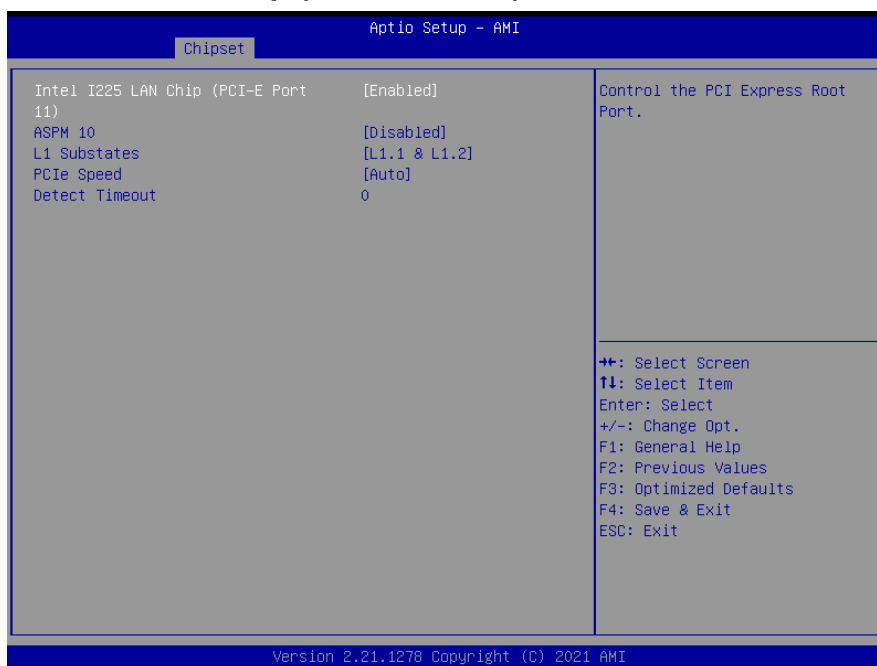 Aptio Setup - AMI
Chipset
Intel I225 LAN Chip (PCI-E Port [Enabled]
11)
ASPM 10 [Disabled]
L1 Substates [L1.1 & L1.2]
PCIe Speed [Auto]
Detect Timeout 0
Control the PCI Express Root
Port.
→←: Select Screen
↑↓: Select Item
Enter: Select
+/-: Change Opt.
F1: General Help
F2: Previous Values
F3: Optimized Defaults
F4: Save & Exit
ESC: Exit
Version 2.21.1278 Copyright (C) 2021 AMI